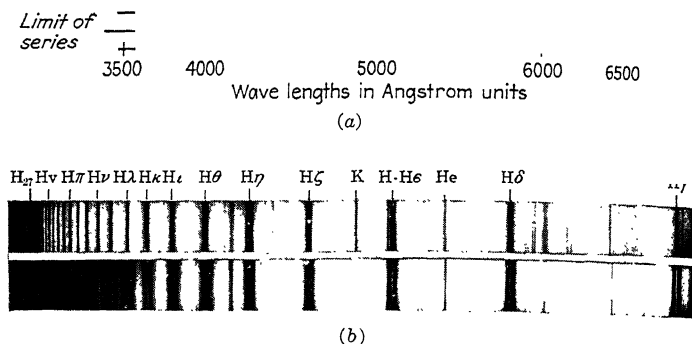 Limit of
series
3500 4000 5000 6000 6500
Wave lengths in Angstrom units
(a)
H27 Hν Hπ Hν Hλ Hκ Hι Hθ Hη Hζ K H·Hϵ He Hδ
(b)